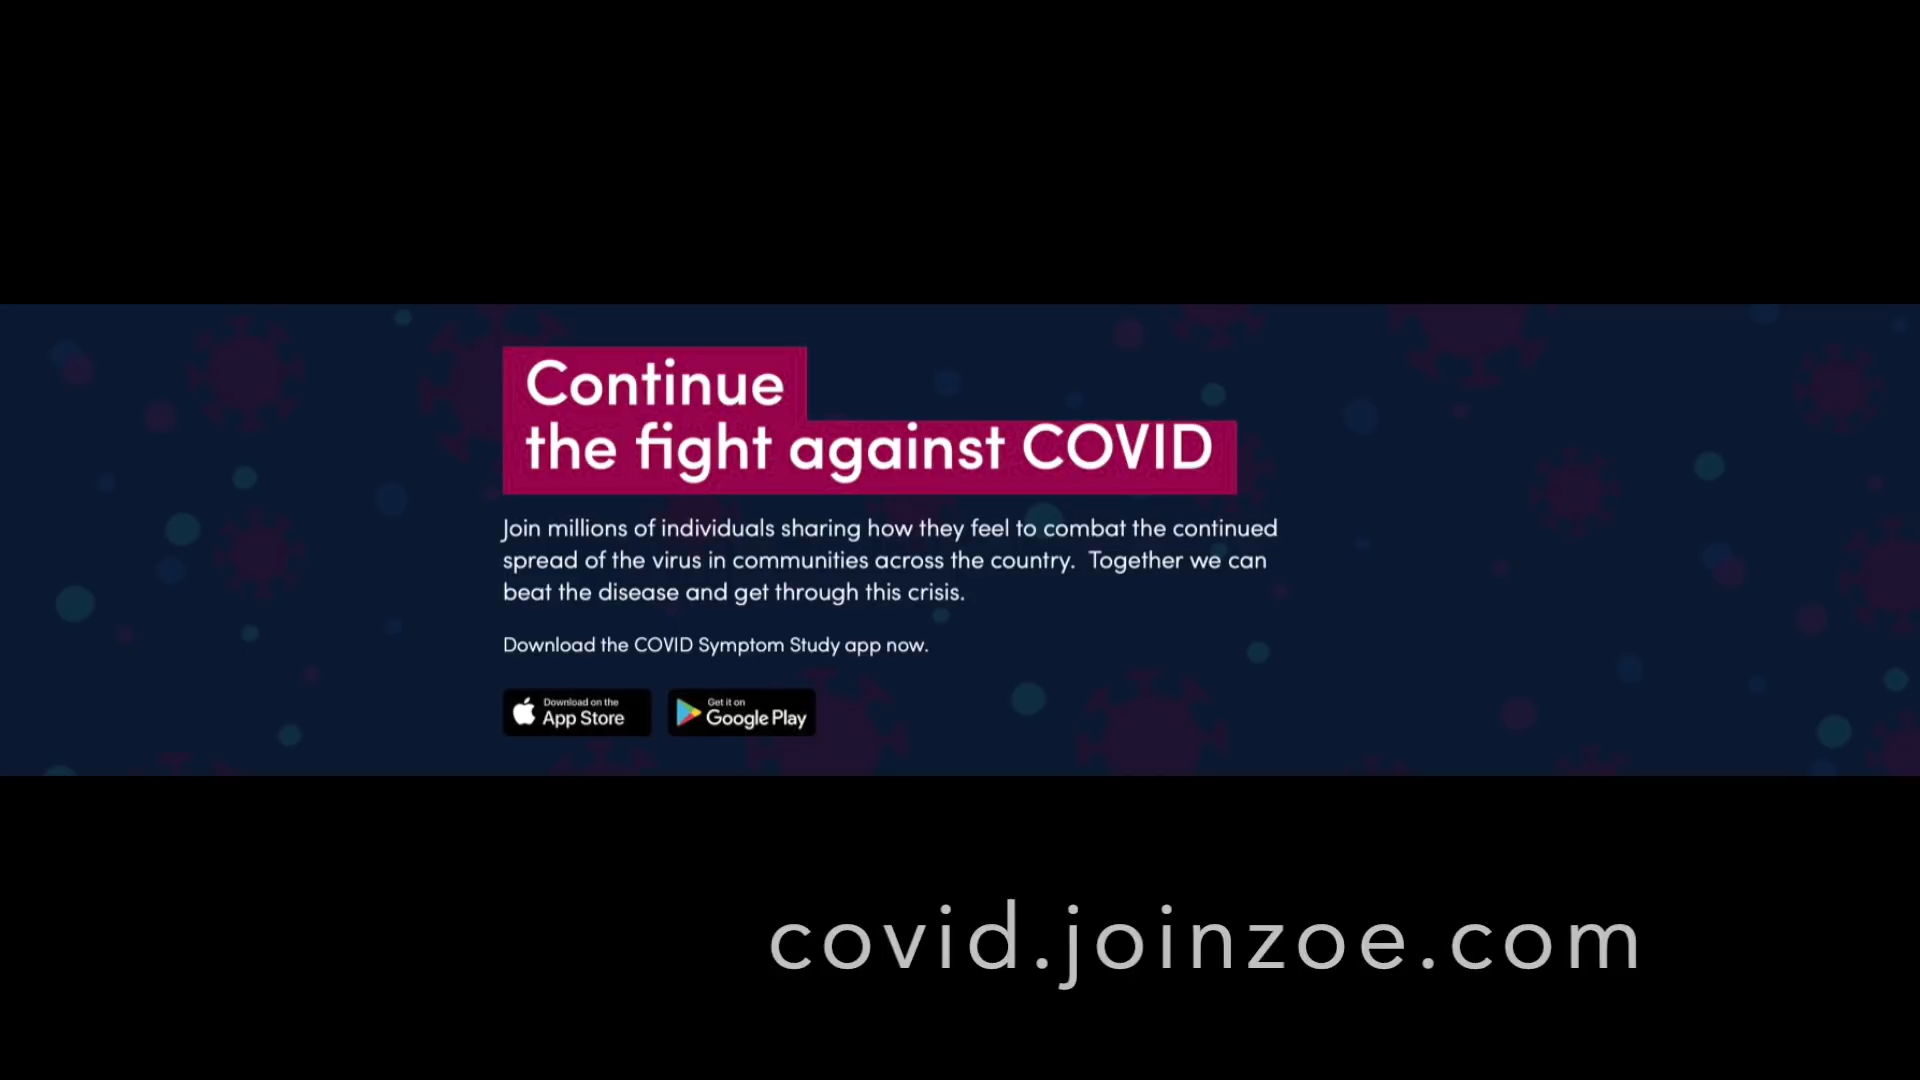 Continue
the fight against COVID
Join millions of individuals sharing how they feel to combat the continued
spread of the virus in communities across the country. Together we can
beat the disease and get through this crisis.
Download the COVID Symptom Study app now.
Download on the
App Store
Get it on
Google Play
covid.joinzoe.com